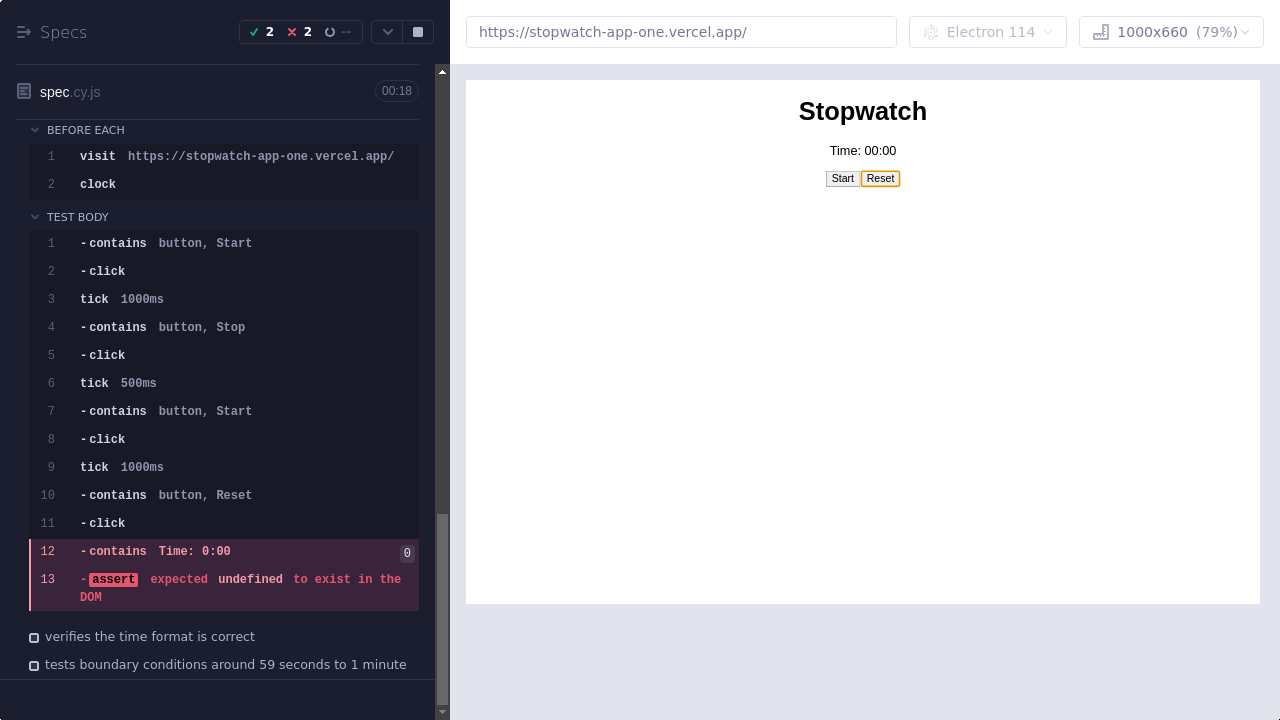 Specs
2
2
--
spec.cy.js
00:18
BEFORE EACH
1 visit https://stopwatch-app-one.vercel.app/
2 clock
TEST BODY
1 -contains button, Start
2 -click
3 tick 1000ms
4 -contains button, Stop
5 -click
6 tick 500ms
7 -contains button, Start
8 -click
9 tick 1000ms
10 -contains button, Reset
11 -click
12 -contains Time: 0:00 0
13 -assert expected undefined to exist in the
DOM
verifies the time format is correct
tests boundary conditions around 59 seconds to 1 minute
https://stopwatch-app-one.vercel.app/
Electron 114
1000x660 (79%)
Stopwatch
Time: 00:00
Start Reset